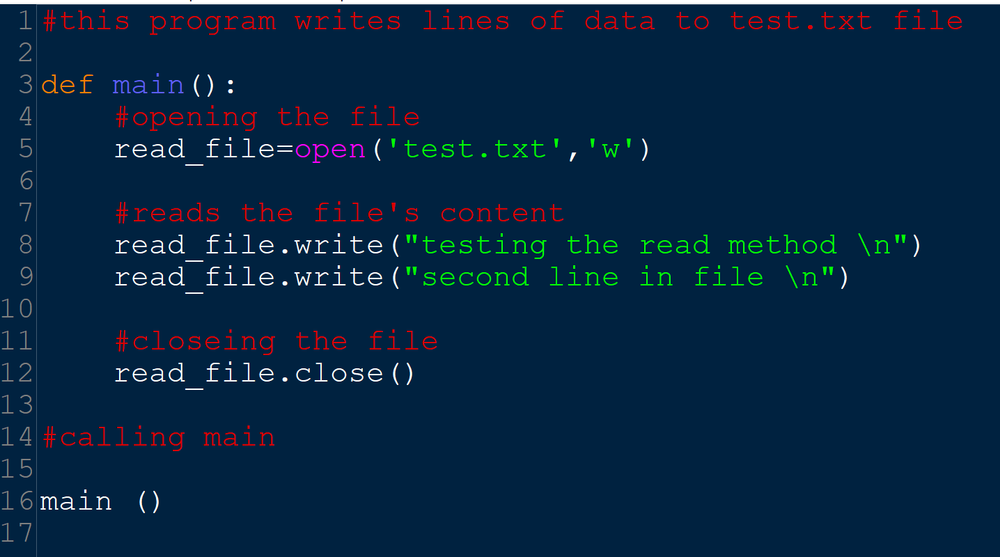 1 #this program writes lines of data to test.txt file
2
3 def main():
4     #opening the file
5     read_file=open('test.txt','w')
6
7     #reads the file's content
8     read_file.write("testing the read method \n")
9     read_file.write("second line in file \n")
10
11     #closeing the file
12     read_file.close()
13
14 #calling main
15
16 main ()
17